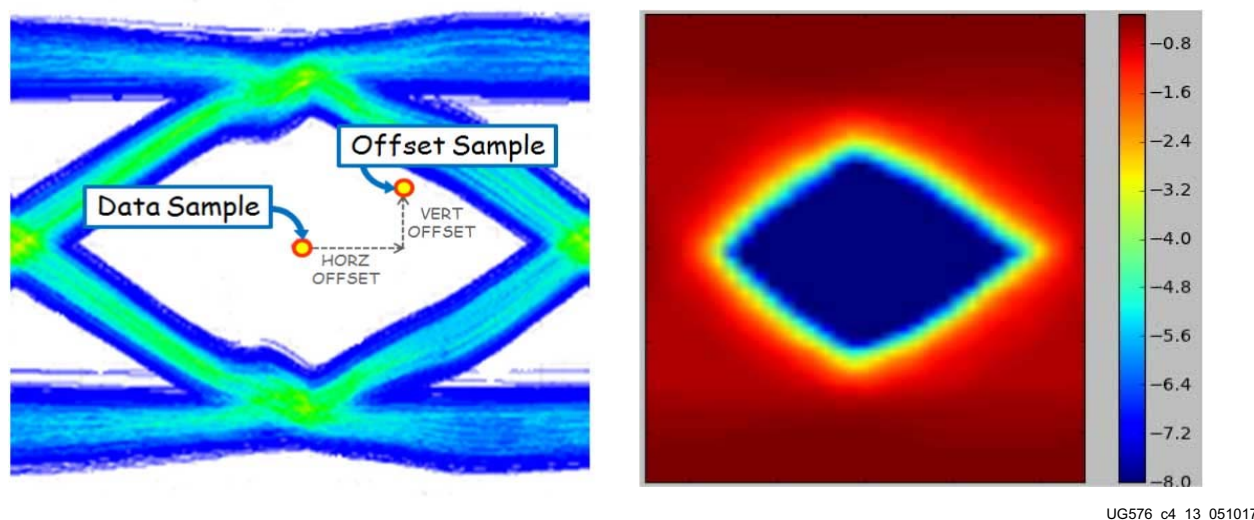 Offset Sample
Data Sample
VERT
OFFSET
HORZ
OFFSET
−0.8
−1.6
−2.4
−3.2
−4.0
−4.8
−5.6
−6.4
−7.2
−8.0
UG576_c4_13_051017